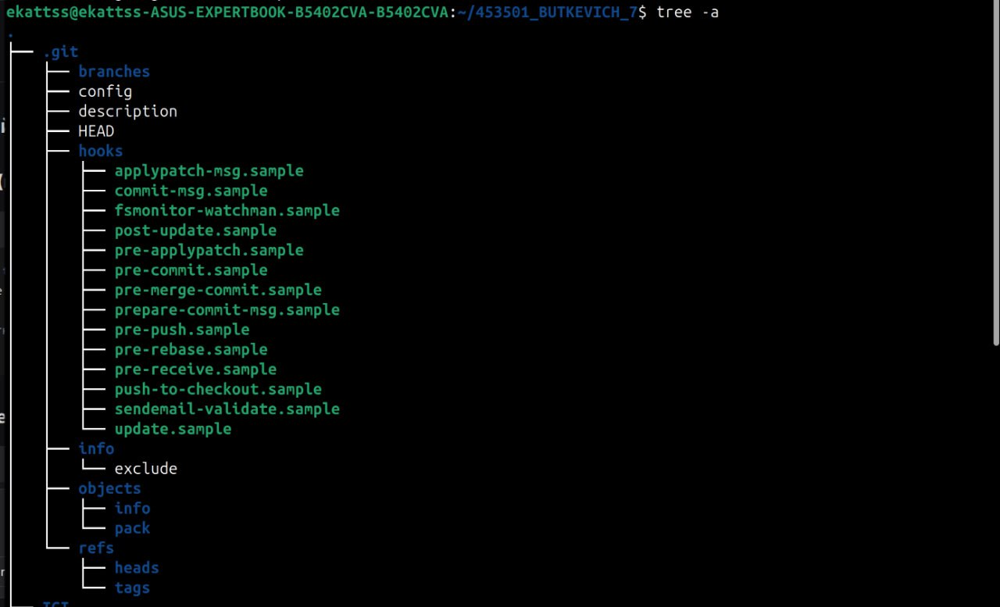 ekattss@ekattss-ASUS-EXPERTBOOK-B5402CVA-B5402CVA:~/453501_BUTKEVICH_7$ tree -a
.
├── .git
│   ├── branches
│   ├── config
│   ├── description
│   ├── HEAD
│   ├── hooks
│   │   ├── applypatch-msg.sample
│   │   ├── commit-msg.sample
│   │   ├── fsmonitor-watchman.sample
│   │   ├── post-update.sample
│   │   ├── pre-applypatch.sample
│   │   ├── pre-commit.sample
│   │   ├── pre-merge-commit.sample
│   │   ├── prepare-commit-msg.sample
│   │   ├── pre-push.sample
│   │   ├── pre-rebase.sample
│   │   ├── pre-receive.sample
│   │   ├── push-to-checkout.sample
│   │   ├── sendemail-validate.sample
│   │   └── update.sample
│   ├── info
│   │   └── exclude
│   ├── objects
│   │   ├── info
│   │   └── pack
│   └── refs
│       ├── heads
│       └── tags